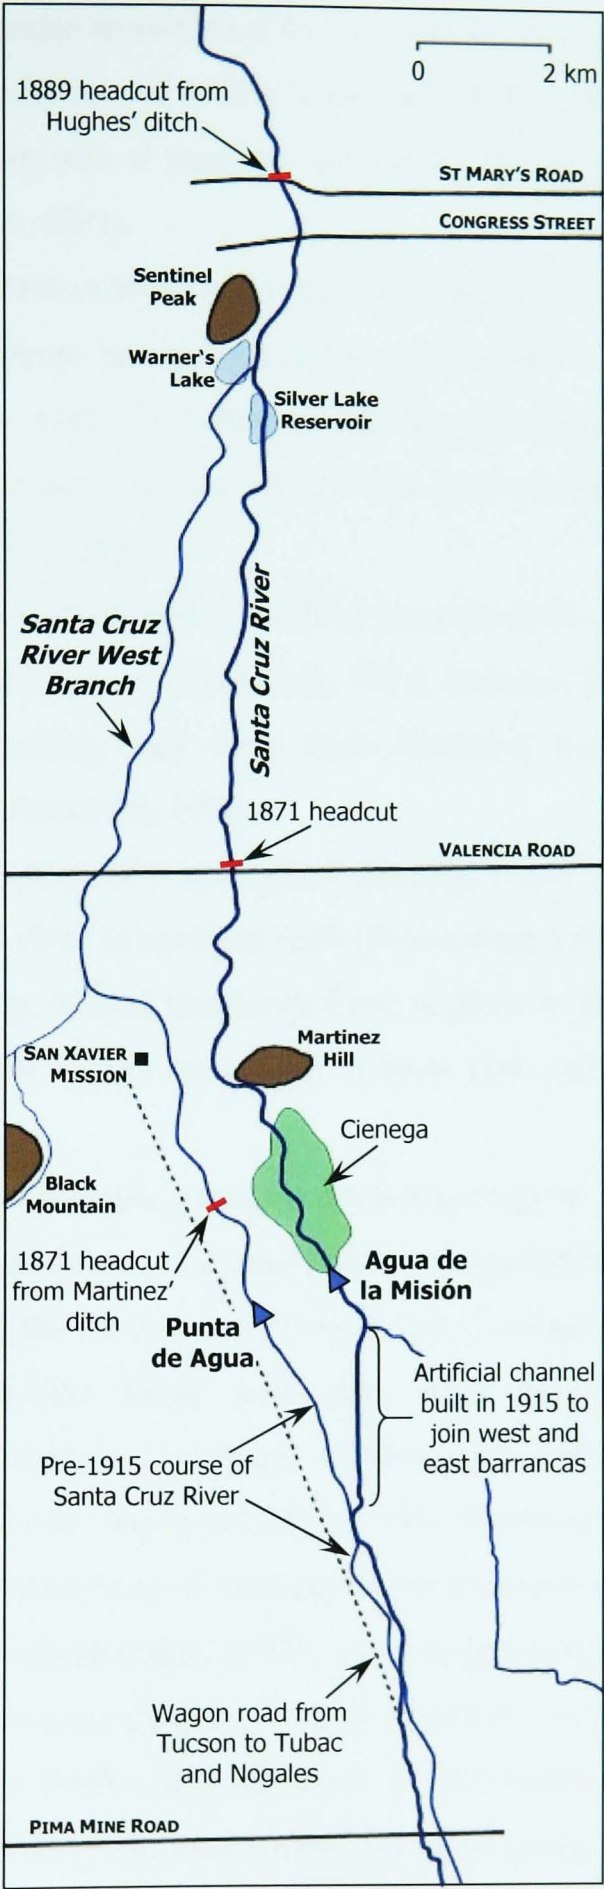 0 2 km
1889 headcut from
Hughes' ditch
ST MARY'S ROAD
CONGRESS STREET
Sentinel
Peak
Warner's
Lake
Silver Lake
Reservoir
Santa Cruz River
Santa Cruz
River West
Branch
1871 headcut
VALENCIA ROAD
Martinez
Hill
SAN XAVIER
MISSION
Cienega
Black
Mountain
1871 headcut
from Martinez'
ditch
Agua de
la Misión
Punta
de Agua
Artificial channel
built in 1915 to
join west and
east barrancas
Pre-1915 course of
Santa Cruz River
Wagon road from
Tucson to Tubac
and Nogales
PIMA MINE ROAD